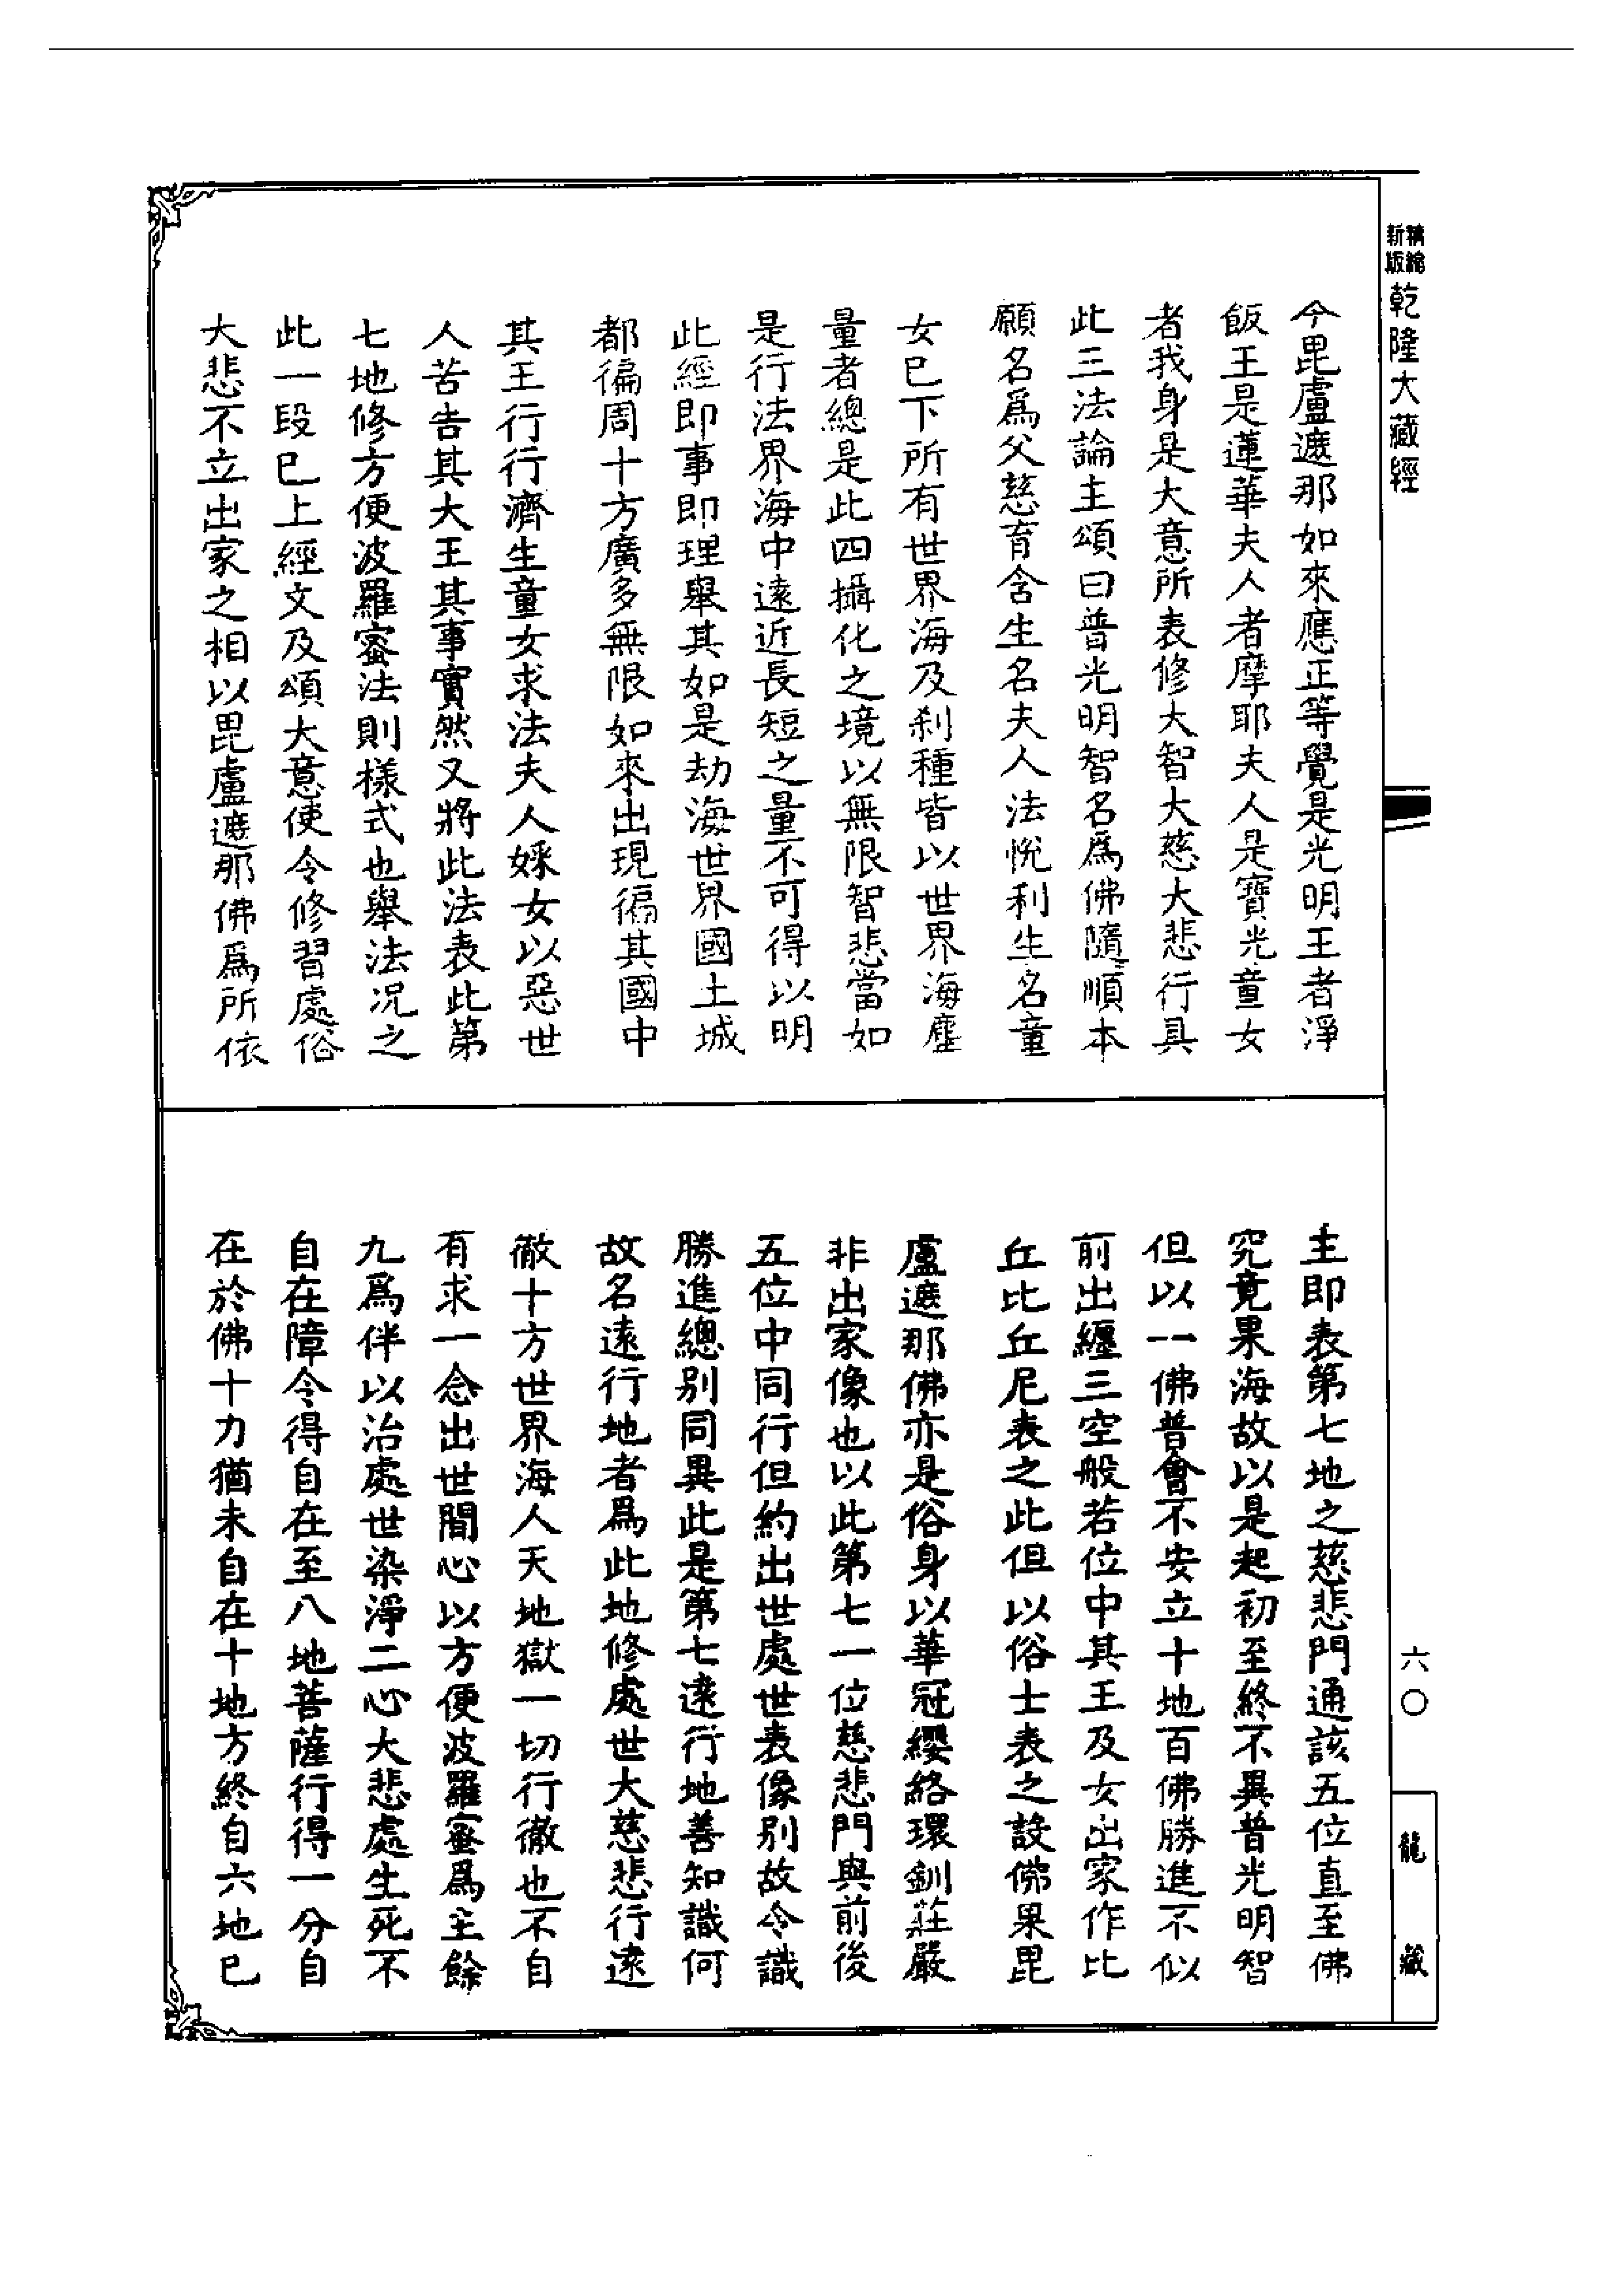 精縮新版乾隆大藏經
今毘盧遮那如來應正等覺是光明王者淨
飯王是蓮華夫人者摩耶夫人是寶光童女
者我身是大意所表修大智大慈大悲行具
此三法論主頌曰普光明智名爲佛隨順本
願名爲父慈育含生名夫人法悅利生名童
女已下所有世界海及刹種皆以世界海塵
量者總是此四攝化之境以無限智悲當如
是行法界海中遠近長短之量不可得以明
此經即事即理舉其如是劫海世界國土城
都徧周十方廣多無限如來出現徧其國中
其王行行濟生童女求法夫人婇女以惡世
人苦告其大王其事實然又將此法表此第
七地修方便波羅蜜法則樣式也舉法况之
此一段已上經文及頌大意使令修習處俗
大悲不立出家之相以毘盧遮那佛爲所依
主即表第七地之慈悲門通該五位直至佛
究竟果海故以是起初至終不異普光明智
但以一佛普會不安立十地百佛勝進不似
前出纏三空般若位中其王及女出家作比
丘比丘尼表之此但以俗士表之設佛果毘
盧遮那佛亦是俗身以華冠纓絡環釧莊嚴
非出家像也以此第七一位慈悲門與前後
五位中同行但約出世處世表像别故令識
勝進總别同異此是第七遠行地善知識何
故名遠行地者爲此地修處世大慈悲行遠
徹十方世界海人天地獄一切行徹也不自
有求一念出世間心以方便波羅蜜爲主餘
九爲伴以治處世染淨二心大悲處生死不
自在障令得自在至八地菩薩行得一分自
在於佛十力猶未自在十地方終自六地已
六〇
龍藏